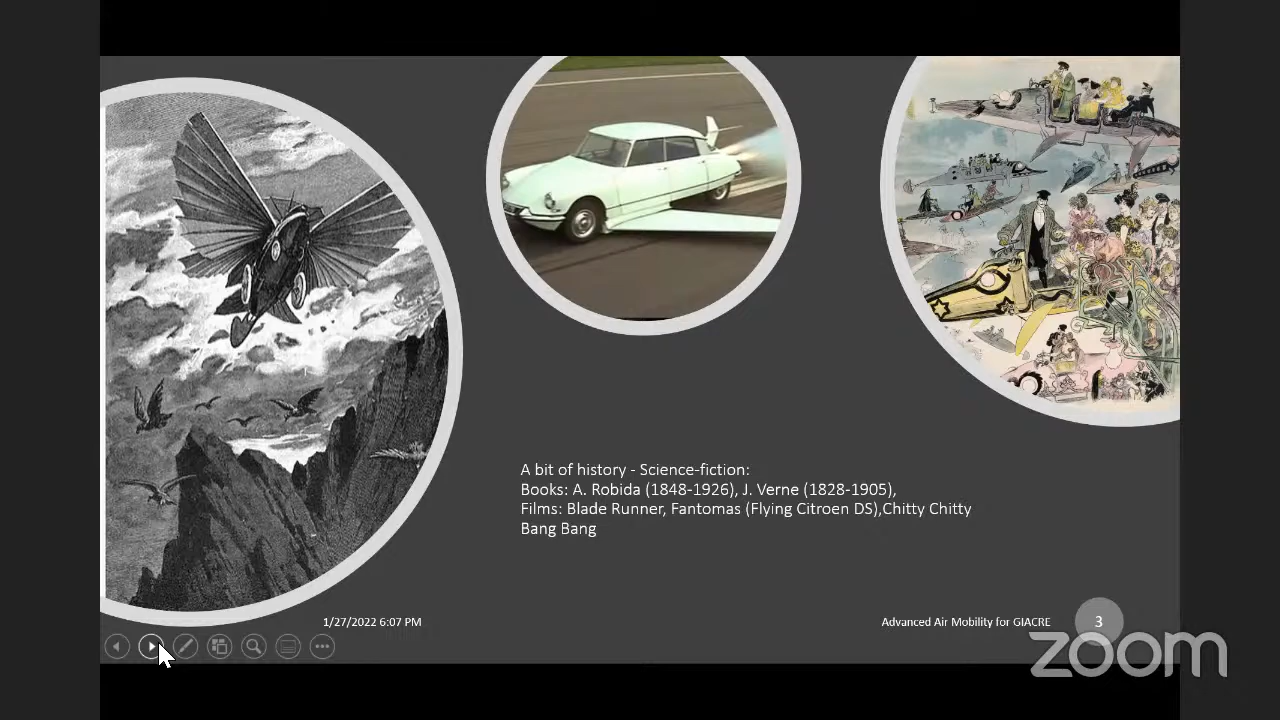 A bit of history - Science-fiction:
Books: A. Robida (1848-1926), J. Verne (1828-1905),
Films: Blade Runner, Fantomas (Flying Citroen DS),Chitty Chitty
Bang Bang
1/27/2022 6:07 PM
Advanced Air Mobility for GIACRE
3
zoom